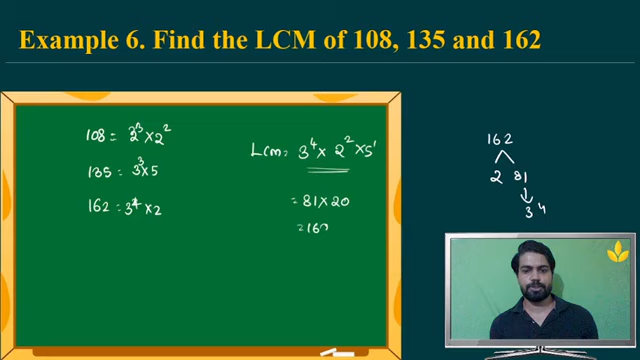 Example 6. Find the LCM of 108, 135 and 162
108 = 3³ × 2²
135 = 3³ × 5
162 = 3⁴ × 2
LCM = 3⁴ × 2² × 5¹
= 81 × 20
= 162
162
2 81
3⁴